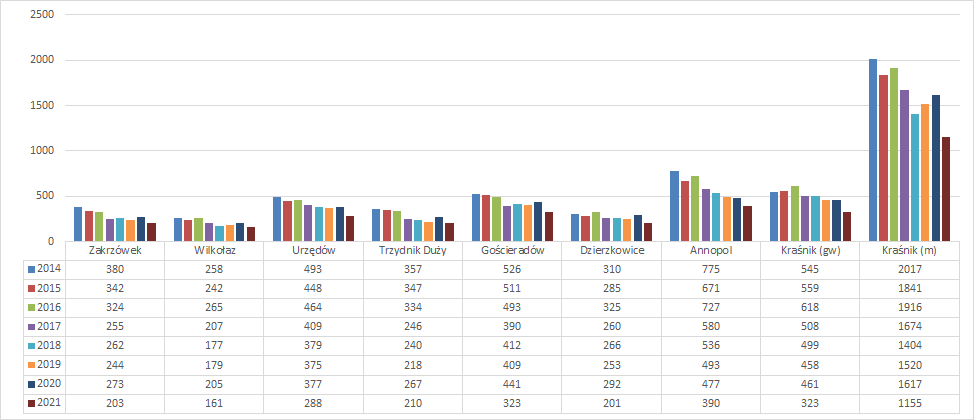 2500
2000
1500
1000
500
0
Zakrzówek Wilkołaz Urzędów Trzydnik Duży Gościeradów Dzierzkowice Annopol Kraśnik (gw) Kraśnik (m)
2014 380 258 493 357 526 310 775 545 2017
2015 342 242 448 347 511 285 671 559 1841
2016 324 265 464 334 493 325 727 618 1916
2017 255 207 409 246 390 260 580 508 1674
2018 262 177 379 240 412 266 536 499 1404
2019 244 179 375 218 409 253 493 458 1520
2020 273 205 377 267 441 292 477 461 1617
2021 203 161 288 210 323 201 390 323 1155